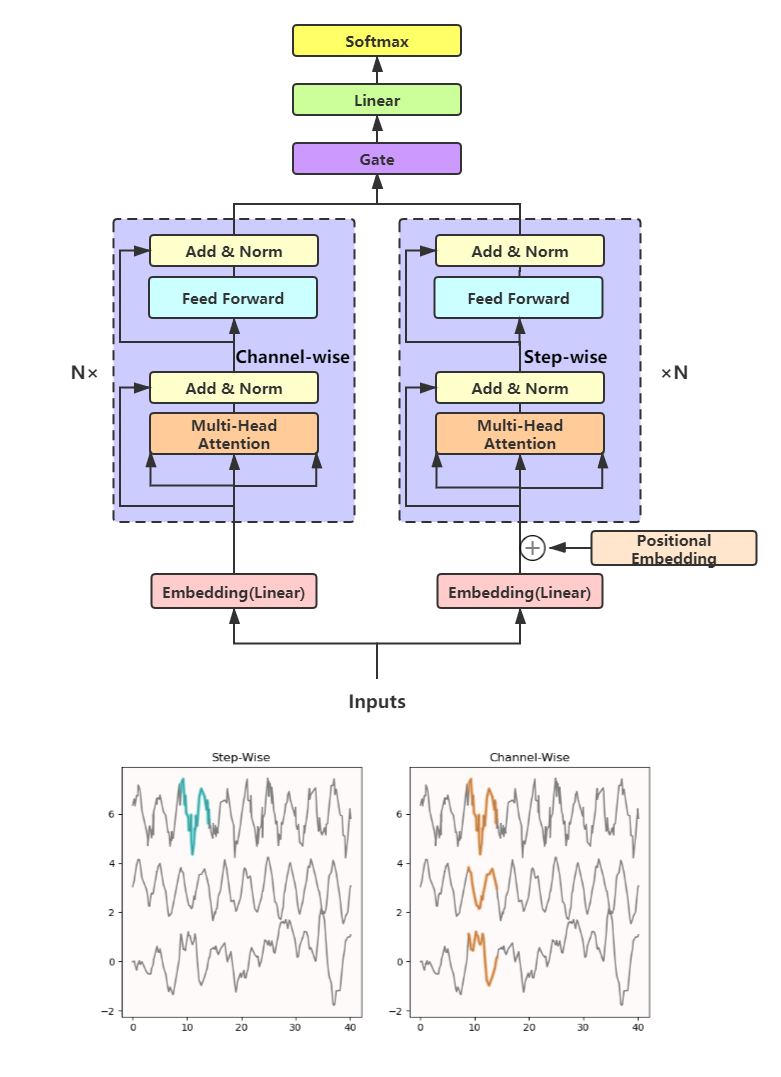 Softmax
Linear
Gate
Add & Norm
Add & Norm
Feed Forward
Feed Forward
Channel-wise
Step-wise
N×
×N
Add & Norm
Add & Norm
Multi-Head
Attention
Multi-Head
Attention
Positional
Embedding
Embedding(Linear)
Embedding(Linear)
Inputs
Step-Wise
6
4
2
0
−2
0
10
20
30
40
Channel-Wise
6
4
2
0
−2
0
10
20
30
40